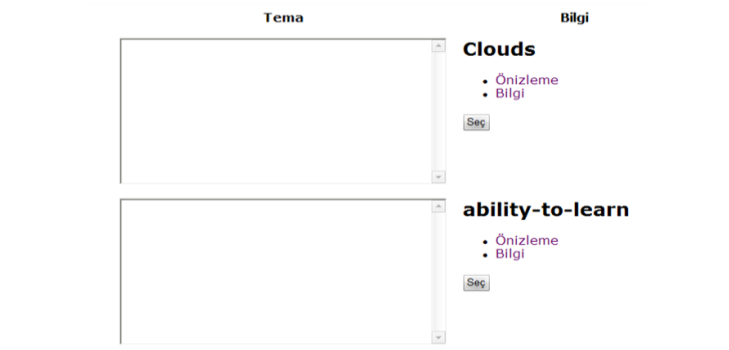 Tema Bilgi
Clouds
Önizleme
Bilgi
Seç
ability-to-learn
Önizleme
Bilgi
Seç